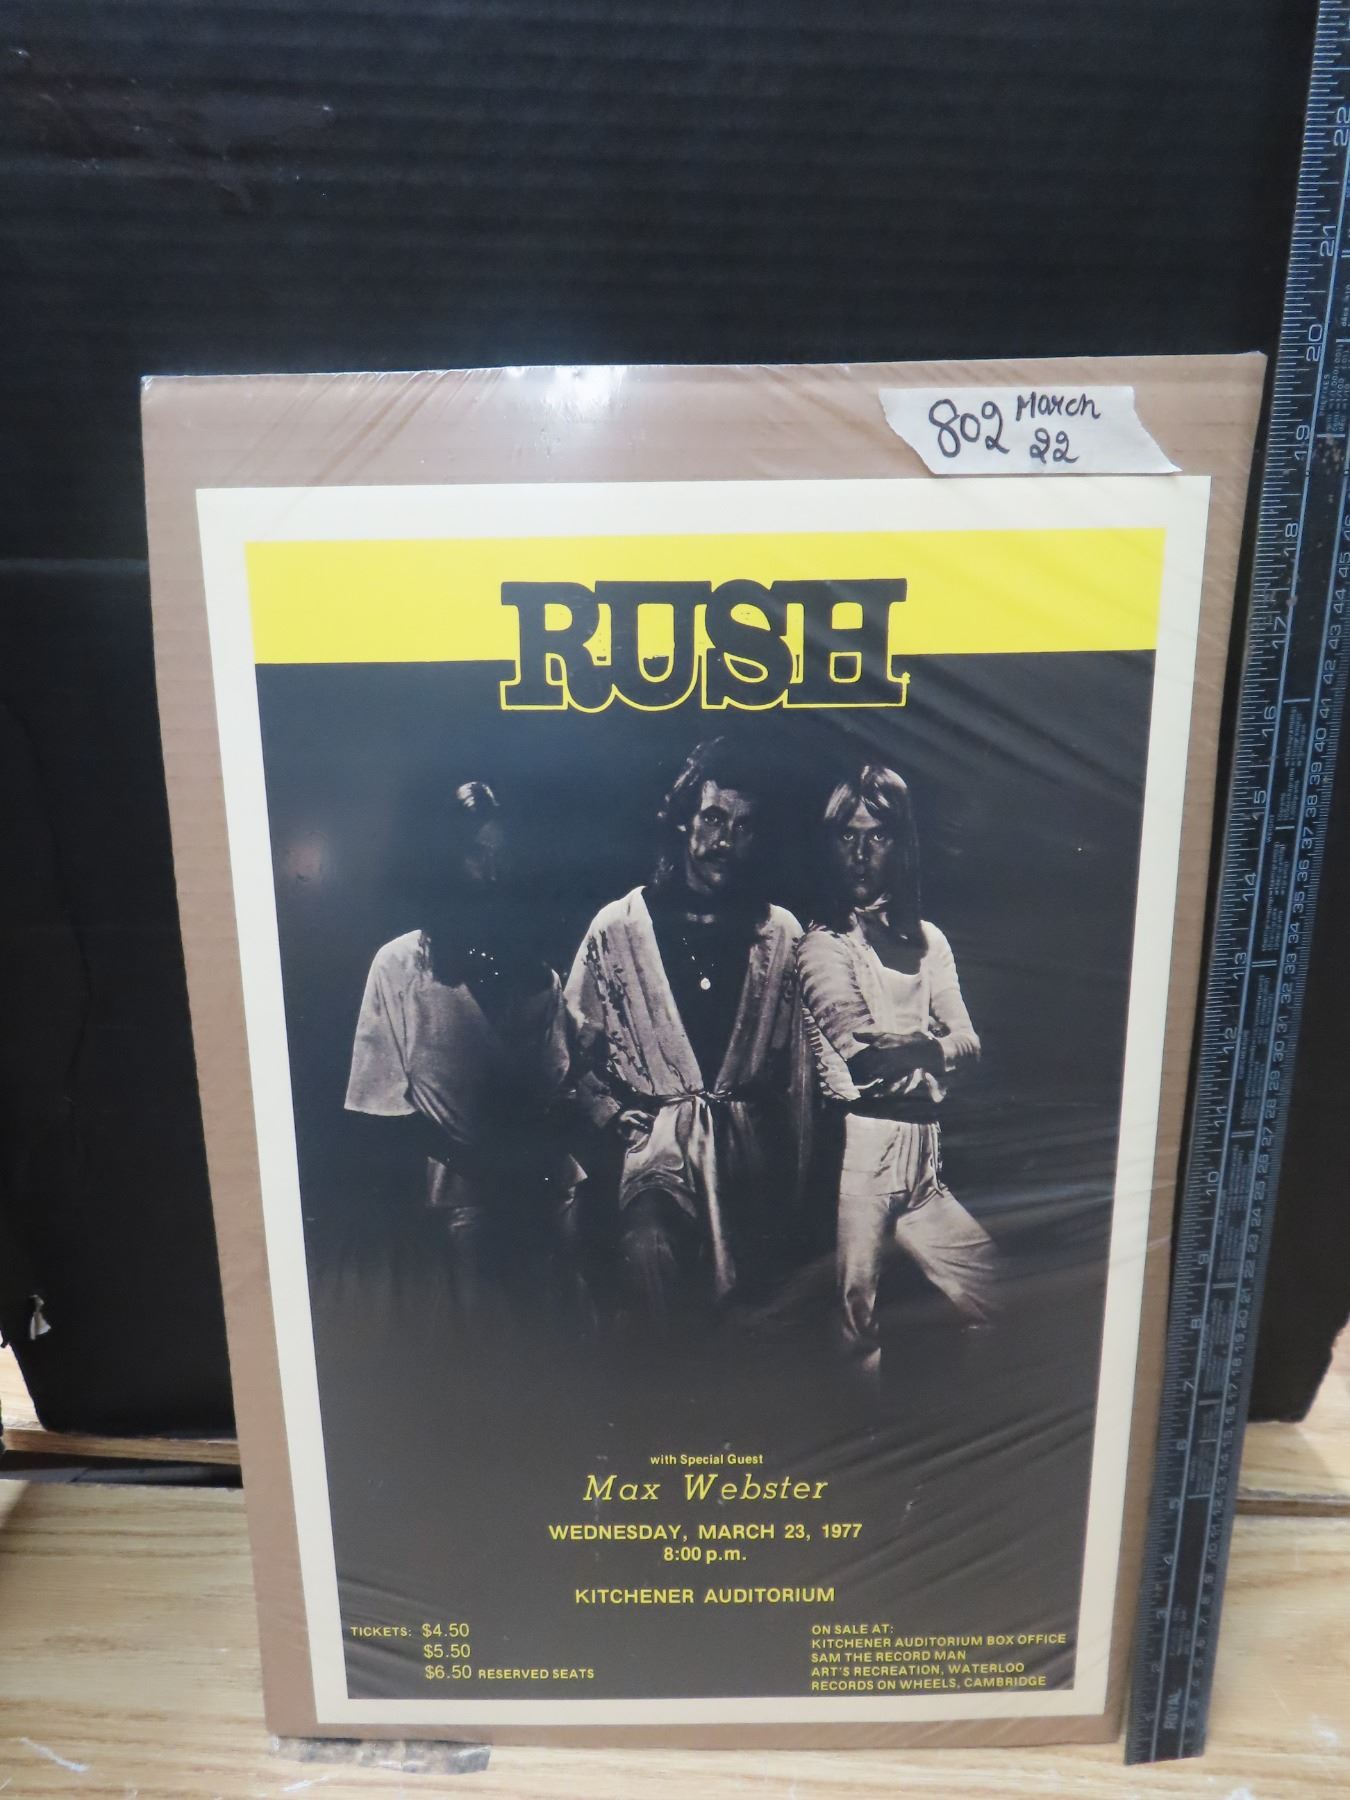 802 March
22
RUSH
with Special Guest
Max Webster
WEDNESDAY, MARCH 23, 1977
8:00 p.m.
KITCHENER AUDITORIUM
TICKETS: $4.50
$5.50
$6.50 RESERVED SEATS
ON SALE AT:
KITCHENER AUDITORIUM BOX OFFICE
SAM THE RECORD MAN
ART'S RECREATION, WATERLOO
RECORDS ON WHEELS, CAMBRIDGE
ROYAL